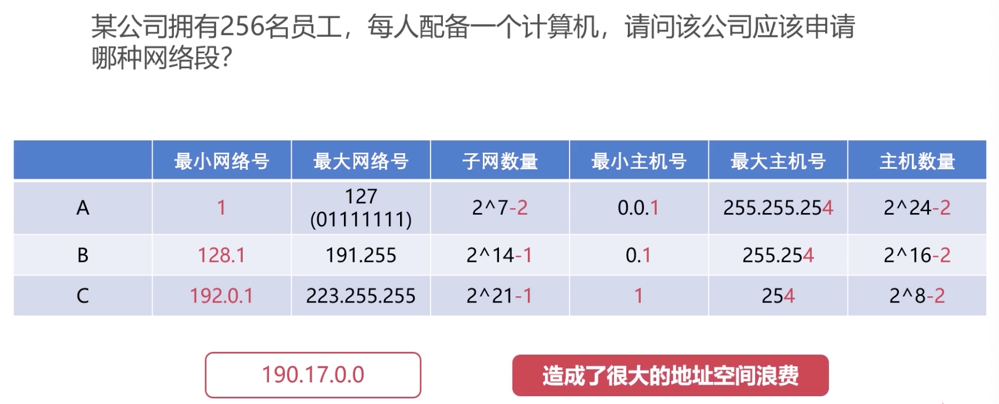 某公司拥有256名员工，每人配备一个计算机，请问该公司应该申请
哪种网络段？
最小网络号 最大网络号 子网数量 最小主机号 最大主机号 主机数量
A 1 127 (01111111) 2^7-2 0.0.1 255.255.254 2^24-2
B 128.1 191.255 2^14-1 0.1 255.254 2^16-2
C 192.0.1 223.255.255 2^21-1 1 254 2^8-2
190.17.0.0 造成了很大的地址空间浪费